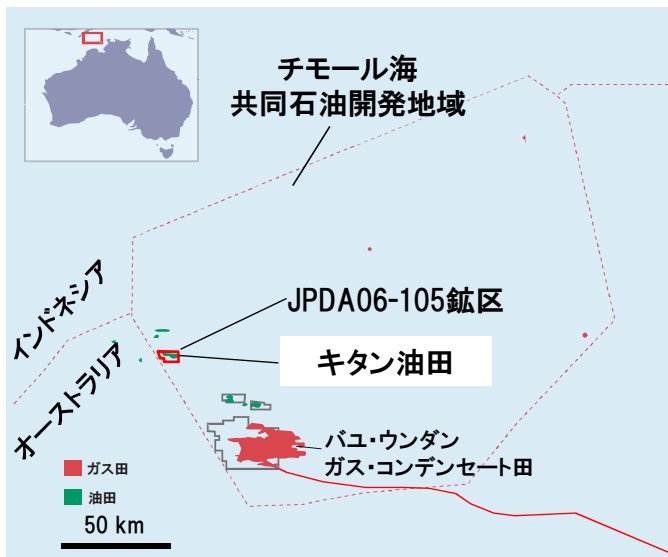 チモール海
共同石油開発地域
インドネシア
オーストラリア
JPDA06-105鉱区
キタン油田
バユ・ウンダン
ガス・コンデンセート田
ガス田
油田
50 km